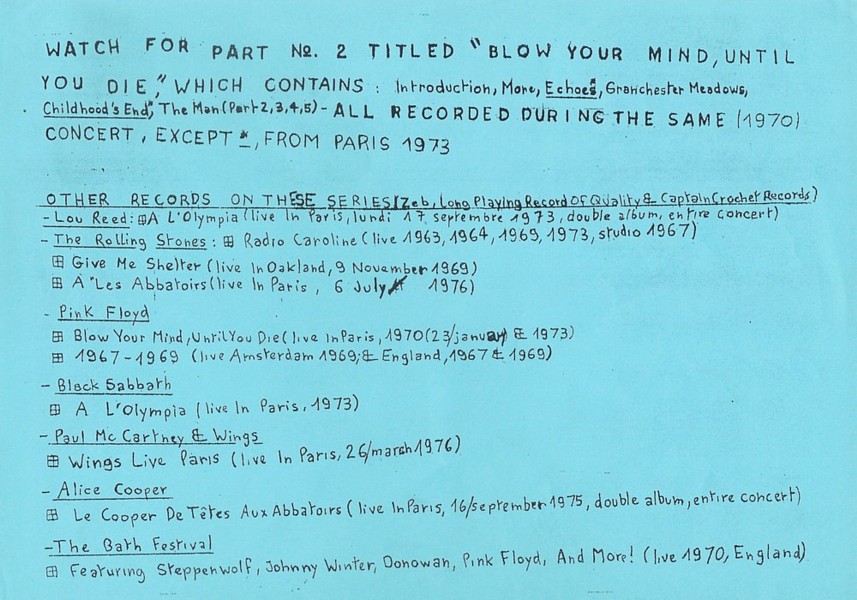 WATCH FOR PART No. 2 TITLED "BLOW YOUR MIND, UNTIL
YOU DIE," WHICH CONTAINS : Introduction, More, Echoes*, Granchester Meadows,
Childhood's End*, The Man (Part 2,3,4,5) - ALL RECORDED DURING THE SAME (1970)
CONCERT, EXCEPT *, FROM PARIS 1973
OTHER RECORDS ON THESE SERIES (Zeb, Long Playing Record Of Quality & Captain Crochet Records)
- Lou Reed: ⊞ A L'Olympia (live In Paris, lundi 17 septembre 1973, double album, entire concert)
- The Rolling Stones : ⊞ Radio Caroline (live 1963, 1964, 1969, 1973, studio 1967)
⊞ Give Me Shelter (live In Oakland, 9 November 1969)
⊞ A "Les Abbatoirs (live In Paris, 6 July 1976)
- Pink Floyd
⊞ Blow Your Mind, Until You Die (live In Paris, 1970 (23/january & 1973)
⊞ 1967-1969 (live Amsterdam 1969, & England, 1967 & 1969)
- Black Sabbath
⊞ A L'Olympia (live In Paris, 1973)
- Paul Mc Cartney & Wings
⊞ Wings Live Paris (live In Paris, 26/march 1976)
- Alice Cooper
⊞ Le Cooper De Têtes Aux Abbatoirs (live In Paris, 16/september 1975, double album, entire concert)
- The Bath Festival
⊞ Featuring Steppenwolf, Johnny Winter, Donowan, Pink Floyd, And More! (live 1970, England)